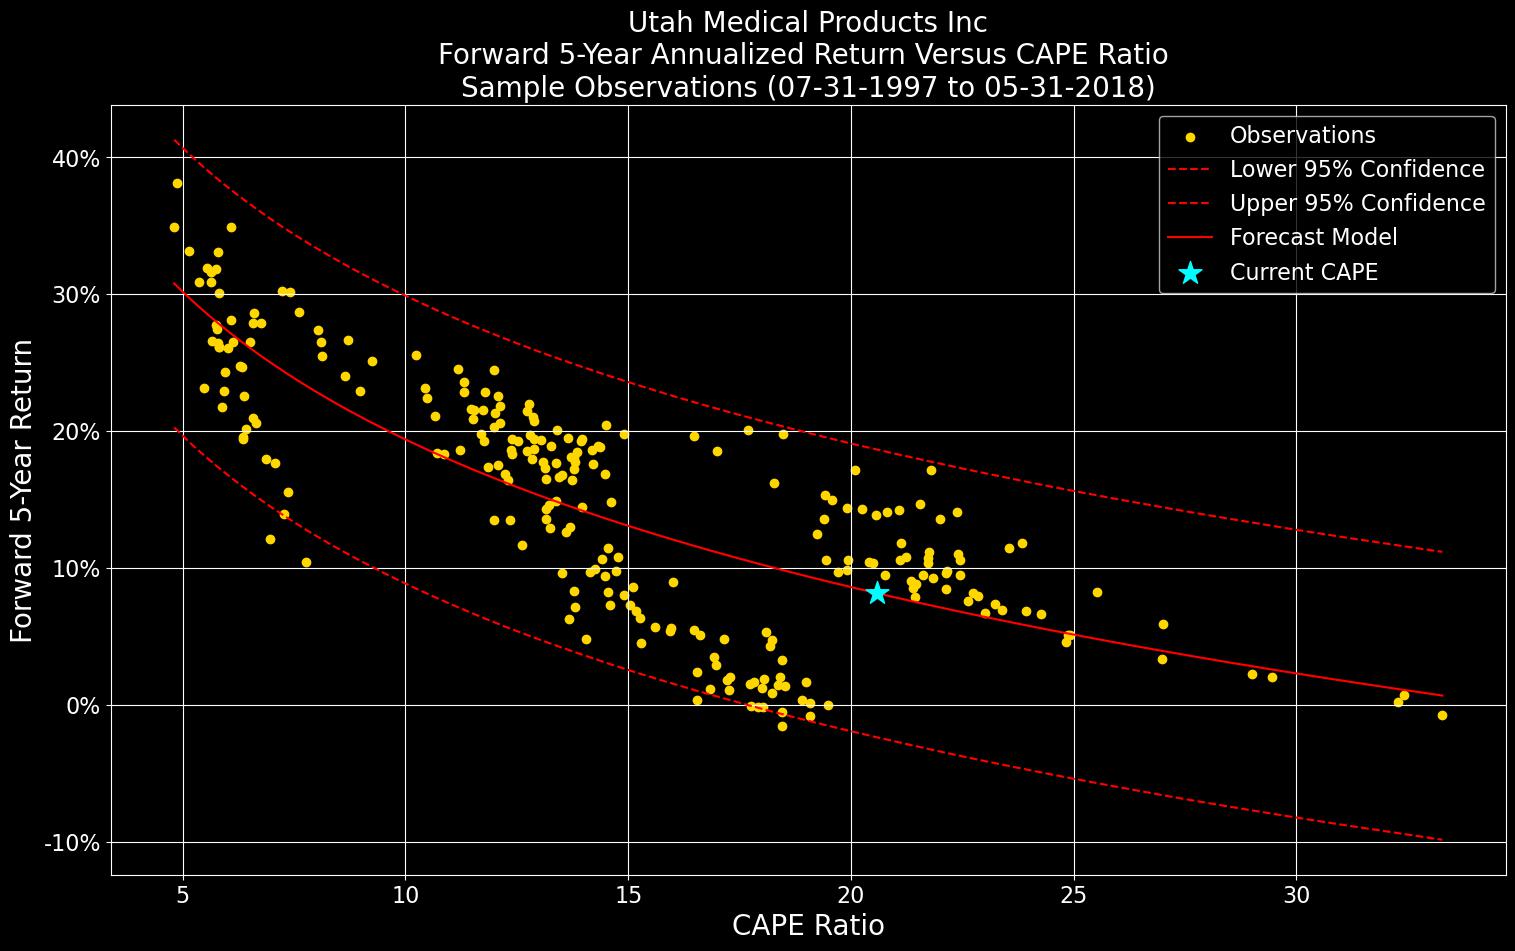 Utah Medical Products Inc
Forward 5-Year Annualized Return Versus CAPE Ratio
Sample Observations (07-31-1997 to 05-31-2018)
Observations
Lower 95% Confidence
Upper 95% Confidence
Forecast Model
Current CAPE
Forward 5-Year Return
40%
30%
20%
10%
0%
-10%
5 10 15 20 25 30
CAPE Ratio